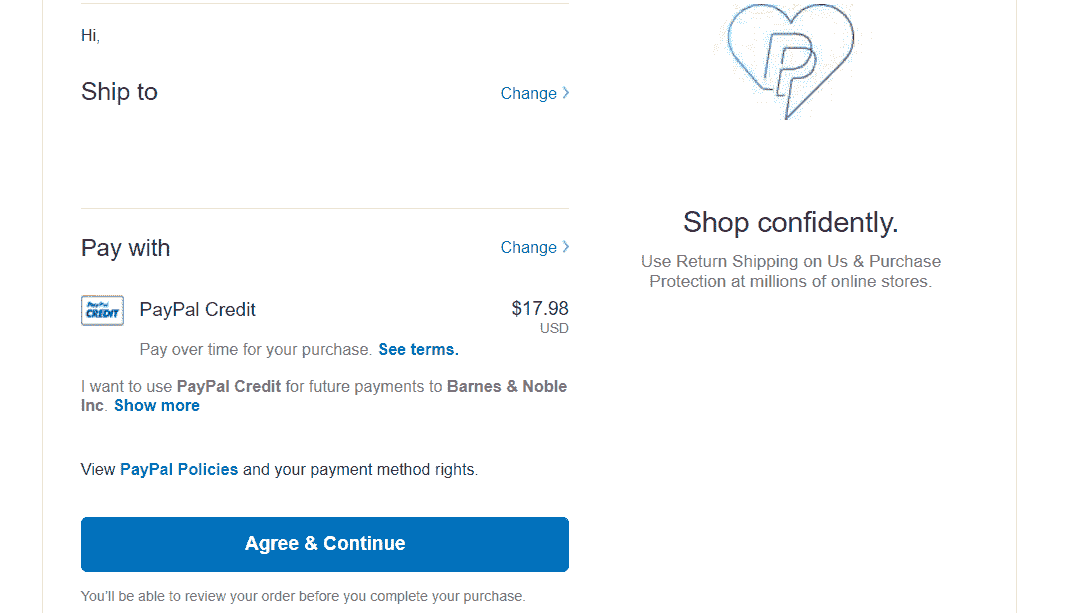 Hi,
Ship to
Change
Pay with
Change
PayPal CREDIT
PayPal Credit
$17.98
USD
Pay over time for your purchase. See terms.
I want to use PayPal Credit for future payments to Barnes & Noble
Inc. Show more
View PayPal Policies and your payment method rights.
Agree & Continue
You'll be able to review your order before you complete your purchase.
Shop confidently.
Use Return Shipping on Us & Purchase
Protection at millions of online stores.